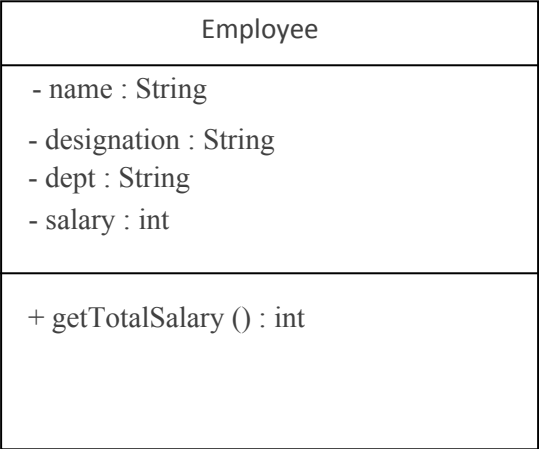 Employee
- name : String
- designation : String
- dept : String
- salary : int
+ getTotalSalary () : int